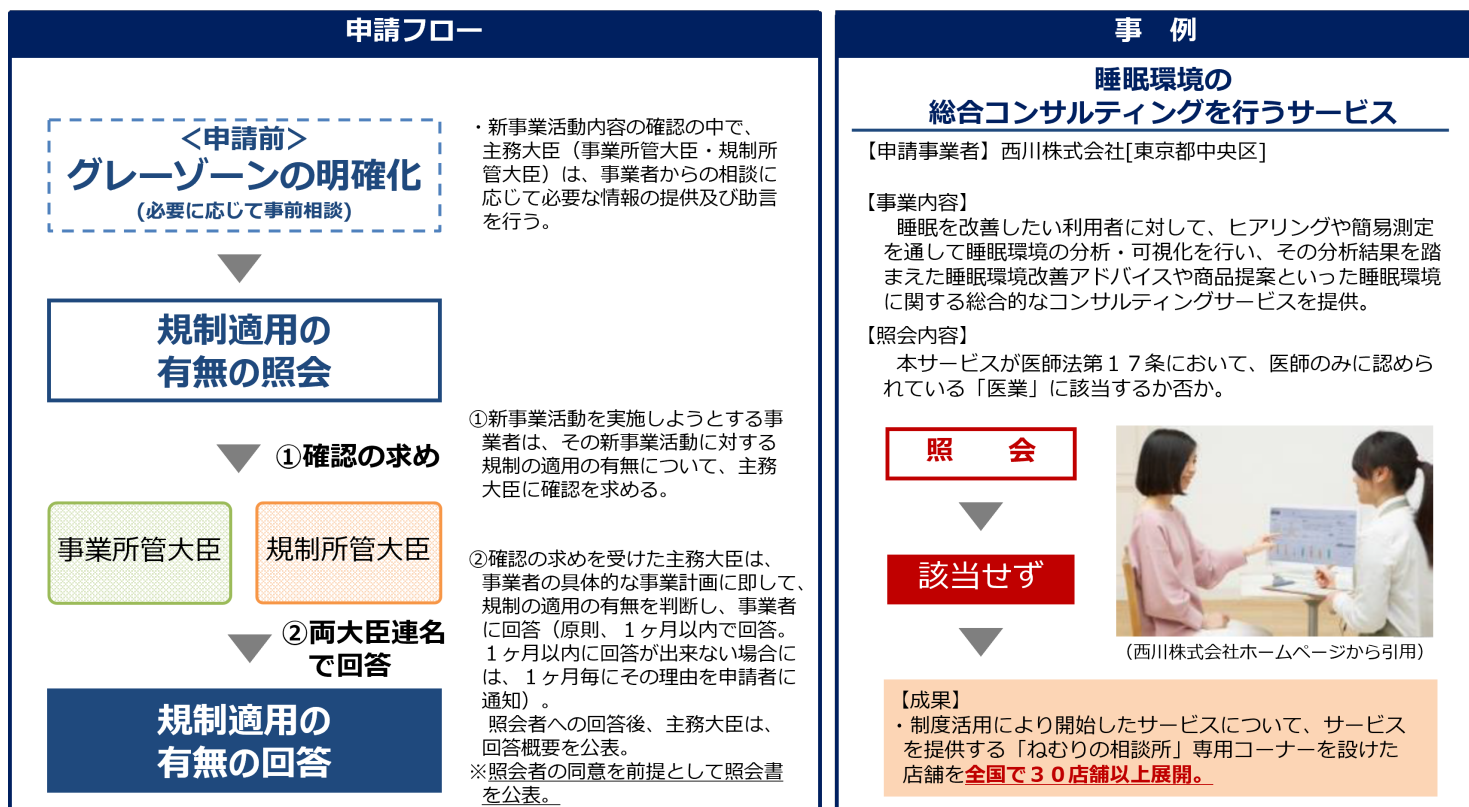 申請フロー
<申請前>
グレーゾーンの明確化
(必要に応じて事前相談)
・新事業活動内容の確認の中で、
主務大臣（事業所管大臣・規制所
管大臣）は、事業者からの相談に
応じて必要な情報の提供及び助言
を行う。
規制適用の
有無の照会
①確認の求め
①新事業活動を実施しようとする事
業者は、その新事業活動に対する
規制の適用の有無について、主務
大臣に確認を求める。
事業所管大臣
規制所管大臣
②両大臣連名
で回答
②確認の求めを受けた主務大臣は、
事業者の具体的な事業計画に即して、
規制の適用の有無を判断し、事業者
に回答（原則、１ヶ月以内で回答。
１ヶ月以内に回答が出来ない場合に
は、１ヶ月毎にその理由を申請者に
通知）。
照会者への回答後、主務大臣は、
回答概要を公表。
※照会者の同意を前提として照会書
を公表。
規制適用の
有無の回答
事　例
睡眠環境の
総合コンサルティングを行うサービス
【申請事業者】西川株式会社[東京都中央区]
【事業内容】
睡眠を改善したい利用者に対して、ヒアリングや簡易測定
を通して睡眠環境の分析・可視化を行い、その分析結果を踏
まえた睡眠環境改善アドバイスや商品提案といった睡眠環境
に関する総合的なコンサルティングサービスを提供。
【照会内容】
本サービスが医師法第１７条において、医師のみに認めら
れている「医業」に該当するか否か。
照　会
該当せず
（西川株式会社ホームページから引用）
【成果】
・制度活用により開始したサービスについて、サービス
を提供する「ねむりの相談所」専用コーナーを設けた
店舗を全国で３０店舗以上展開。